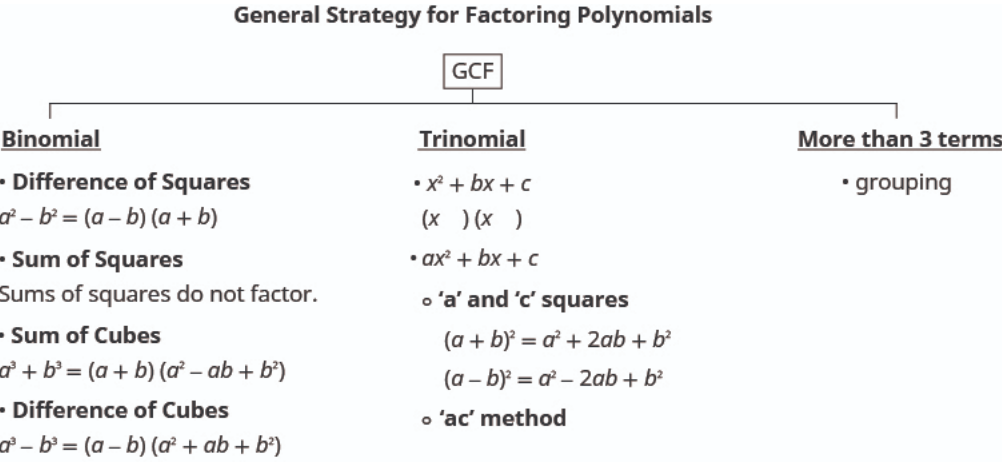 General Strategy for Factoring Polynomials
GCF
Binomial
• Difference of Squares
a² – b² = (a – b) (a + b)
• Sum of Squares
Sums of squares do not factor.
• Sum of Cubes
a³ + b³ = (a + b) (a² – ab + b²)
• Difference of Cubes
a³ – b³ = (a – b) (a² + ab + b²)
Trinomial
• x² + bx + c
(x   ) (x   )
• ax² + bx + c
∘ ‘a’ and ‘c’ squares
(a + b)² = a² + 2ab + b²
(a – b)² = a² – 2ab + b²
∘ ‘ac’ method
More than 3 terms
• grouping